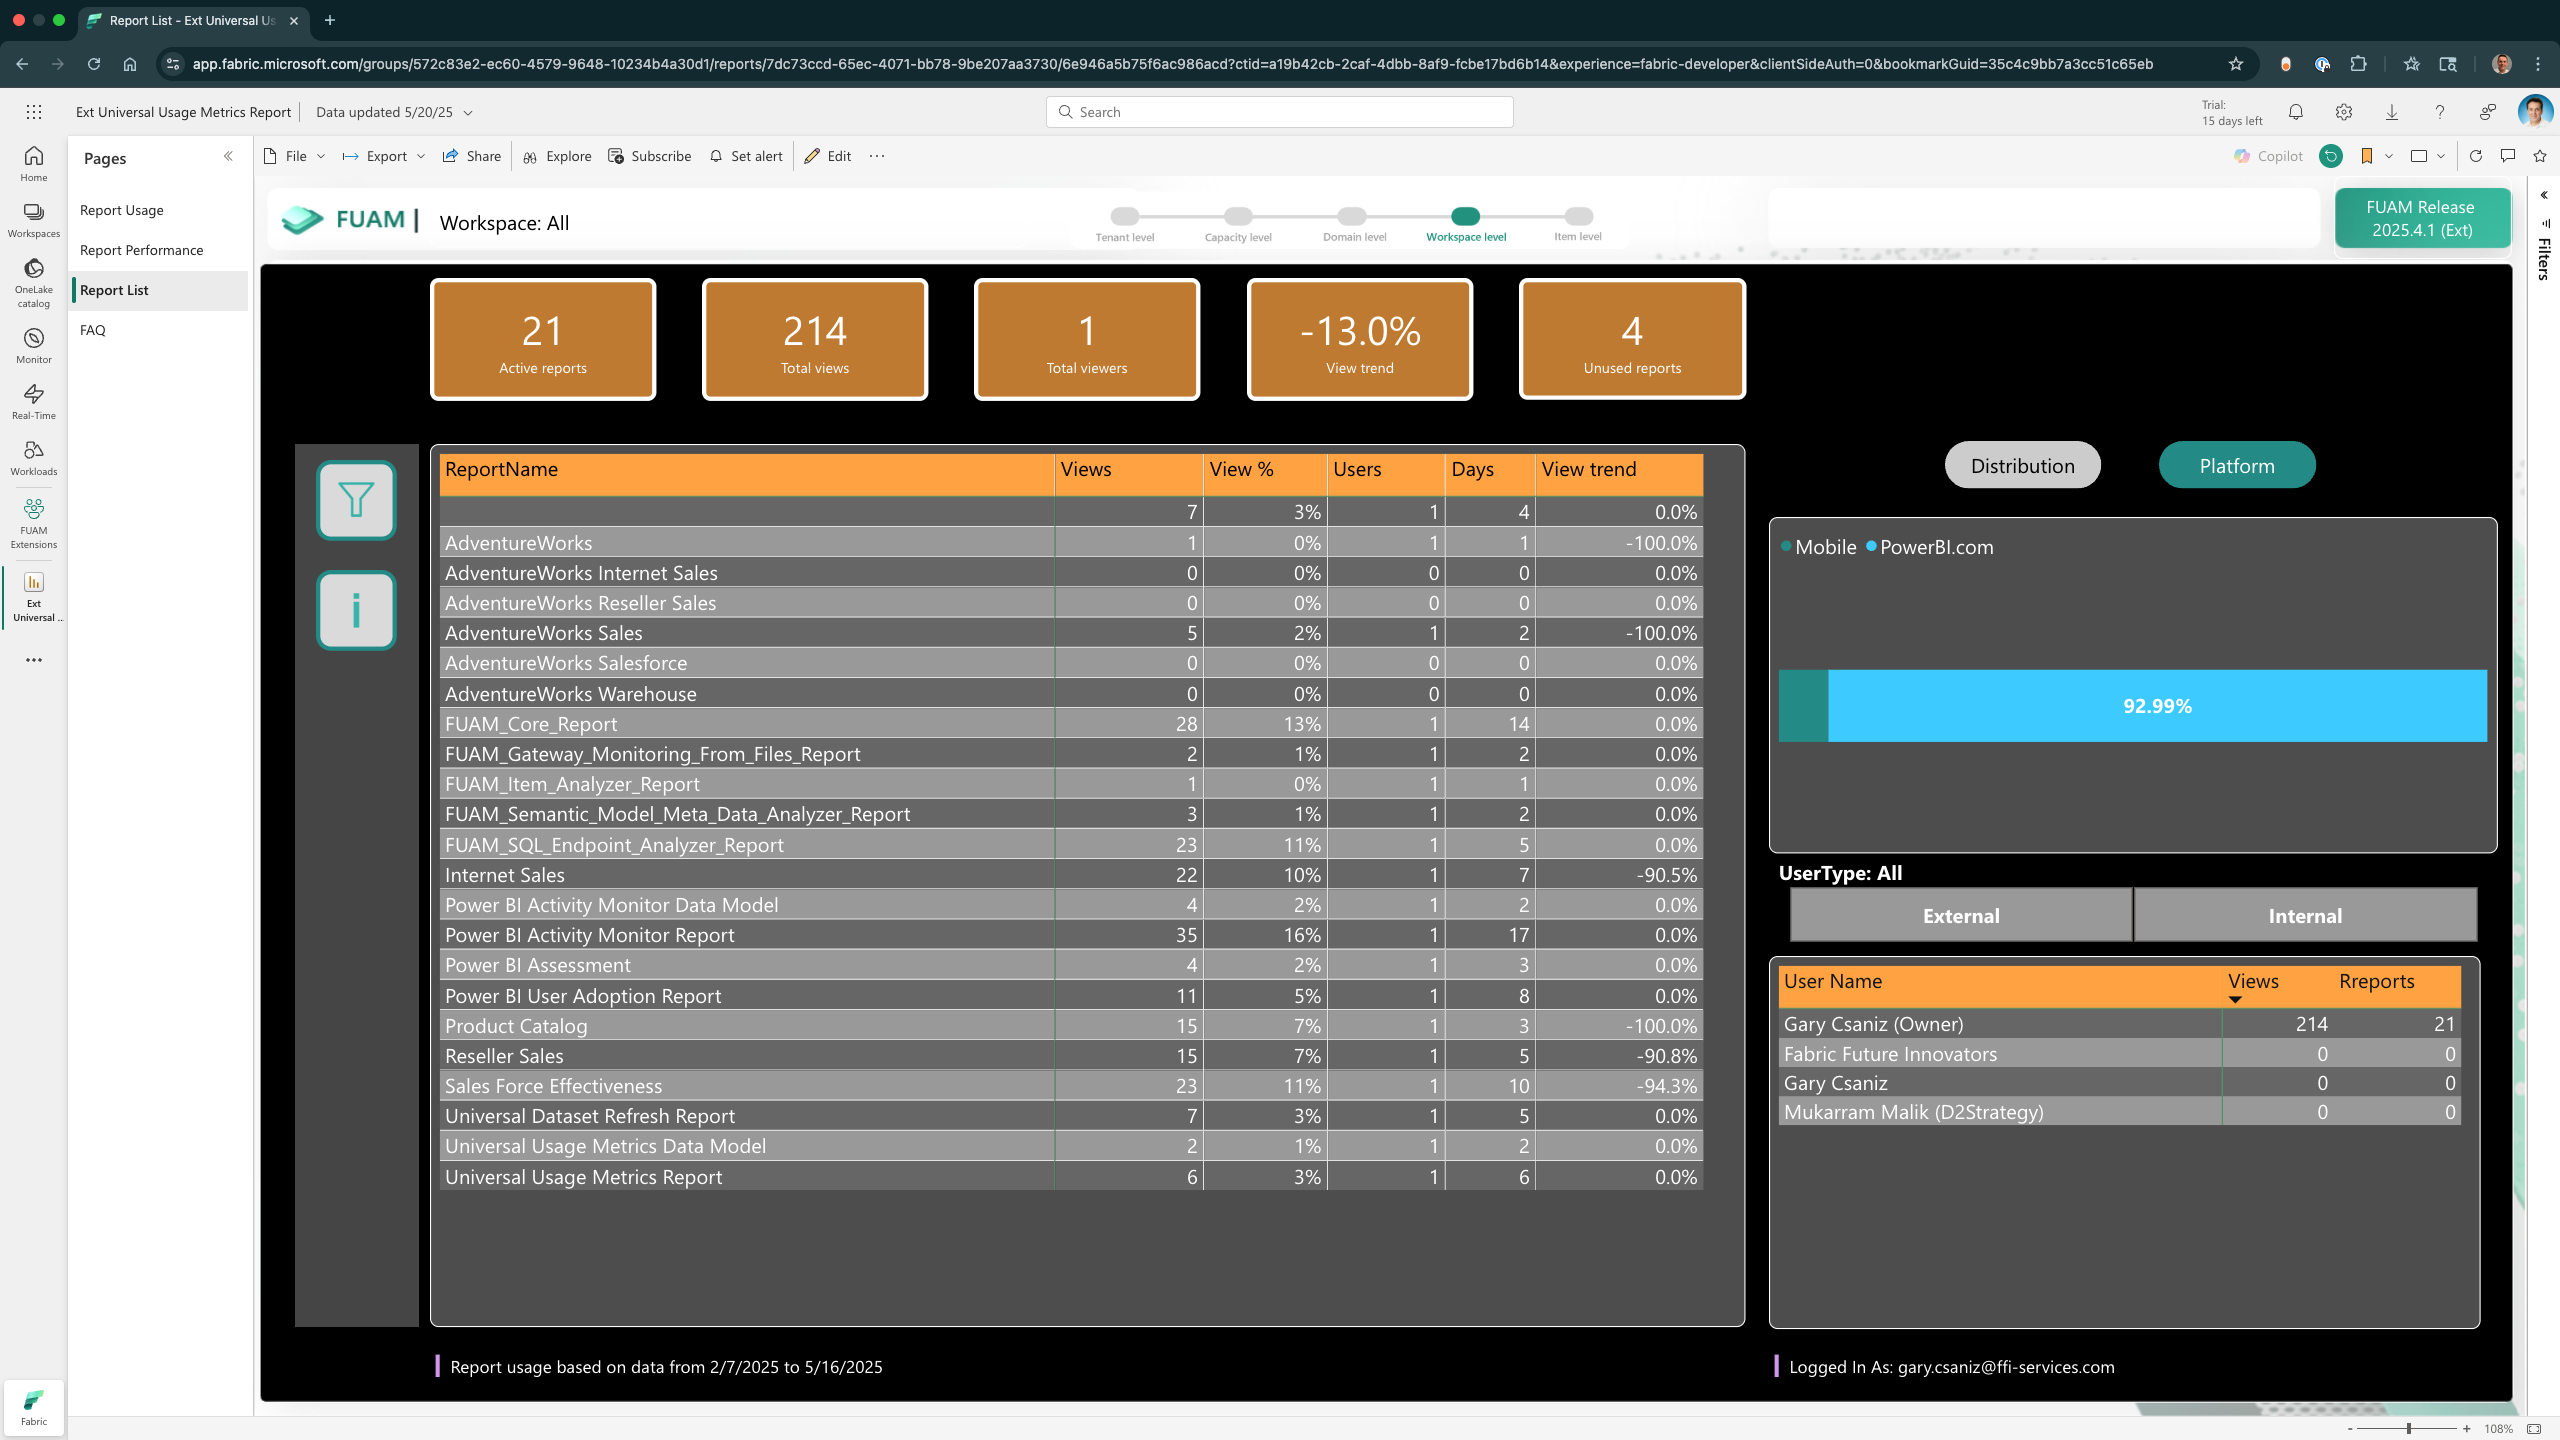 Report List - Ext Universal Us
app.fabric.microsoft.com/groups/572c83e2-ec60-4579-9648-10234b4a30d1/reports/7dc73ccd-65ec-4071-bb78-9be207aa3730/6e946a5b75f6ac986acd?ctid=a19b42cb-2caf-4dbb-8af9-fcbe17bd6b14&experience=fabric-developer&clientSideAuth=0&bookmarkGuid=35c4c9bb7a3cc51c65eb
Ext Universal Usage Metrics Report | Data updated 5/20/25
Search
Trial:
15 days left
Home
Workspaces
OneLake
catalog
Monitor
Real-Time
Workloads
FUAM
Extensions
Ext
Universal ...
Fabric
Pages
Report Usage
Report Performance
Report List
FAQ
File Export Share Explore Subscribe Set alert Edit
Copilot
FUAM | Workspace: All
Tenant level Capacity level Domain level Workspace level Item level
FUAM Release
2025.4.1 (Ext)
Filters
21 214 1 -13.0% 4
Active reports Total views Total viewers View trend Unused reports
ReportName Views View % Users Days View trend
7 3% 1 4 0.0%
AdventureWorks 1 0% 1 1 -100.0%
AdventureWorks Internet Sales 0 0% 0 0 0.0%
AdventureWorks Reseller Sales 0 0% 0 0 0.0%
AdventureWorks Sales 5 2% 1 2 -100.0%
AdventureWorks Salesforce 0 0% 0 0 0.0%
AdventureWorks Warehouse 0 0% 0 0 0.0%
FUAM_Core_Report 28 13% 1 14 0.0%
FUAM_Gateway_Monitoring_From_Files_Report 2 1% 1 2 0.0%
FUAM_Item_Analyzer_Report 1 0% 1 1 0.0%
FUAM_Semantic_Model_Meta_Data_Analyzer_Report 3 1% 1 2 0.0%
FUAM_SQL_Endpoint_Analyzer_Report 23 11% 1 5 0.0%
Internet Sales 22 10% 1 7 -90.5%
Power BI Activity Monitor Data Model 4 2% 1 2 0.0%
Power BI Activity Monitor Report 35 16% 1 17 0.0%
Power BI Assessment 4 2% 1 3 0.0%
Power BI User Adoption Report 11 5% 1 8 0.0%
Product Catalog 15 7% 1 3 -100.0%
Reseller Sales 15 7% 1 5 -90.8%
Sales Force Effectiveness 23 11% 1 10 -94.3%
Universal Dataset Refresh Report 7 3% 1 5 0.0%
Universal Usage Metrics Data Model 2 1% 1 2 0.0%
Universal Usage Metrics Report 6 3% 1 6 0.0%
Distribution Platform
Mobile PowerBI.com
92.99%
UserType: All
External Internal
User Name Views Rreports
Gary Csaniz (Owner) 214 21
Fabric Future Innovators 0 0
Gary Csaniz 0 0
Mukarram Malik (D2Strategy) 0 0
Report usage based on data from 2/7/2025 to 5/16/2025
Logged In As: gary.csaniz@ffi-services.com
- + 108%